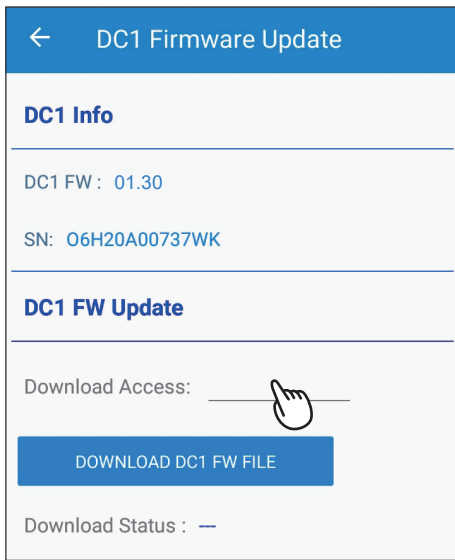 DC1 Firmware Update
DC1 Info
DC1 FW : 01.30
SN: O6H20A00737WK
DC1 FW Update
Download Access:
DOWNLOAD DC1 FW FILE
Download Status : ---